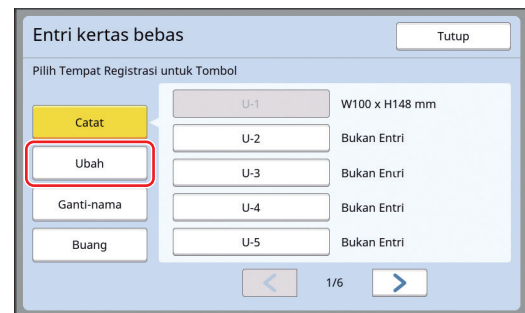 Entri kertas bebas
Tutup
Pilih Tempat Registrasi untuk Tombol
Catat
Ubah
Ganti-nama
Buang
U-1 W100 x H148 mm
U-2 Bukan Entri
U-3 Bukan Entri
U-4 Bukan Entri
U-5 Bukan Entri
1/6